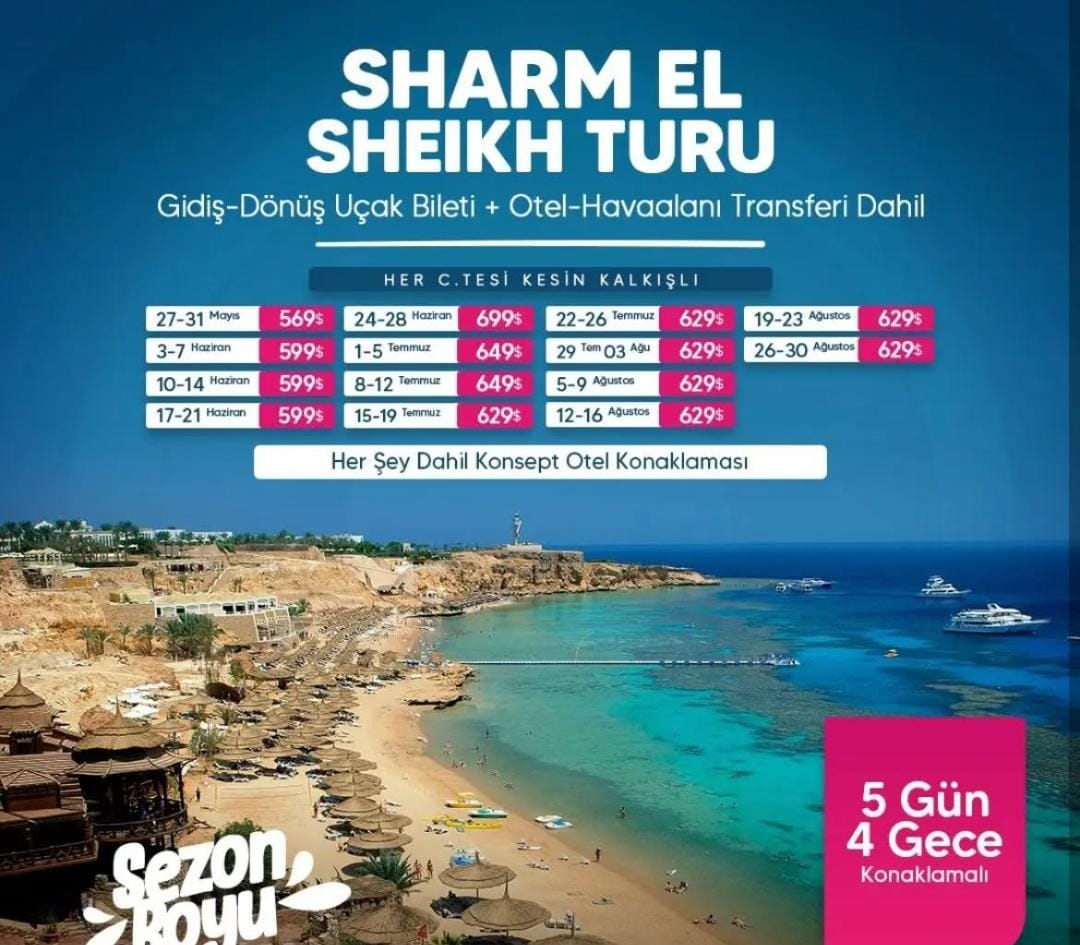 SHARM EL
SHEIKH TURU
Gidiş-Dönüş Uçak Bileti + Otel-Havaalanı Transferi Dahil
HER C.TESİ KESİN KALKIŞLI
27-31 Mayıs 569$
3-7 Haziran 599$
10-14 Haziran 599$
17-21 Haziran 599$
24-28 Haziran 699$
1-5 Temmuz 649$
8-12 Temmuz 649$
15-19 Temmuz 629$
22-26 Temmuz 629$
29 Tem 03 Ağu 629$
5-9 Ağustos 629$
12-16 Ağustos 629$
19-23 Ağustos 629$
26-30 Ağustos 629$
Her Şey Dahil Konsept Otel Konaklaması
5 Gün
4 Gece
Konaklamalı
Sezon
Boyu